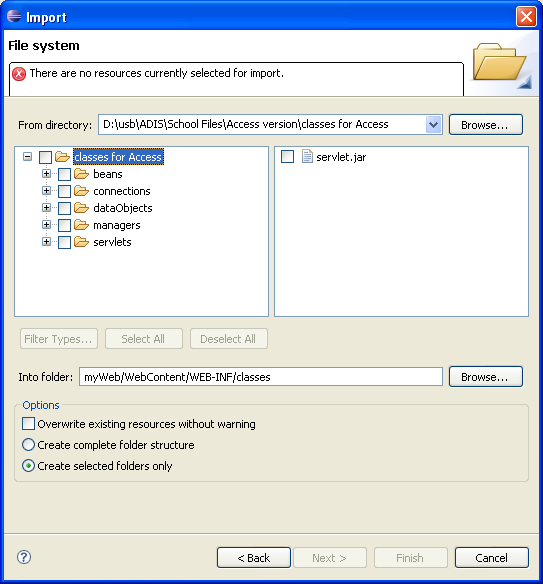 Import
File system
There are no resources currently selected for import.
From directory: D:\usb\ADIS\School Files\Access version\classes for Access Browse...
classes for Access
beans
connections
dataObjects
managers
servlets
servlet.jar
Filter Types... Select All Deselect All
Into folder: myWeb/WebContent/WEB-INF/classes Browse...
Options
Overwrite existing resources without warning
Create complete folder structure
Create selected folders only
? < Back Next > Finish Cancel